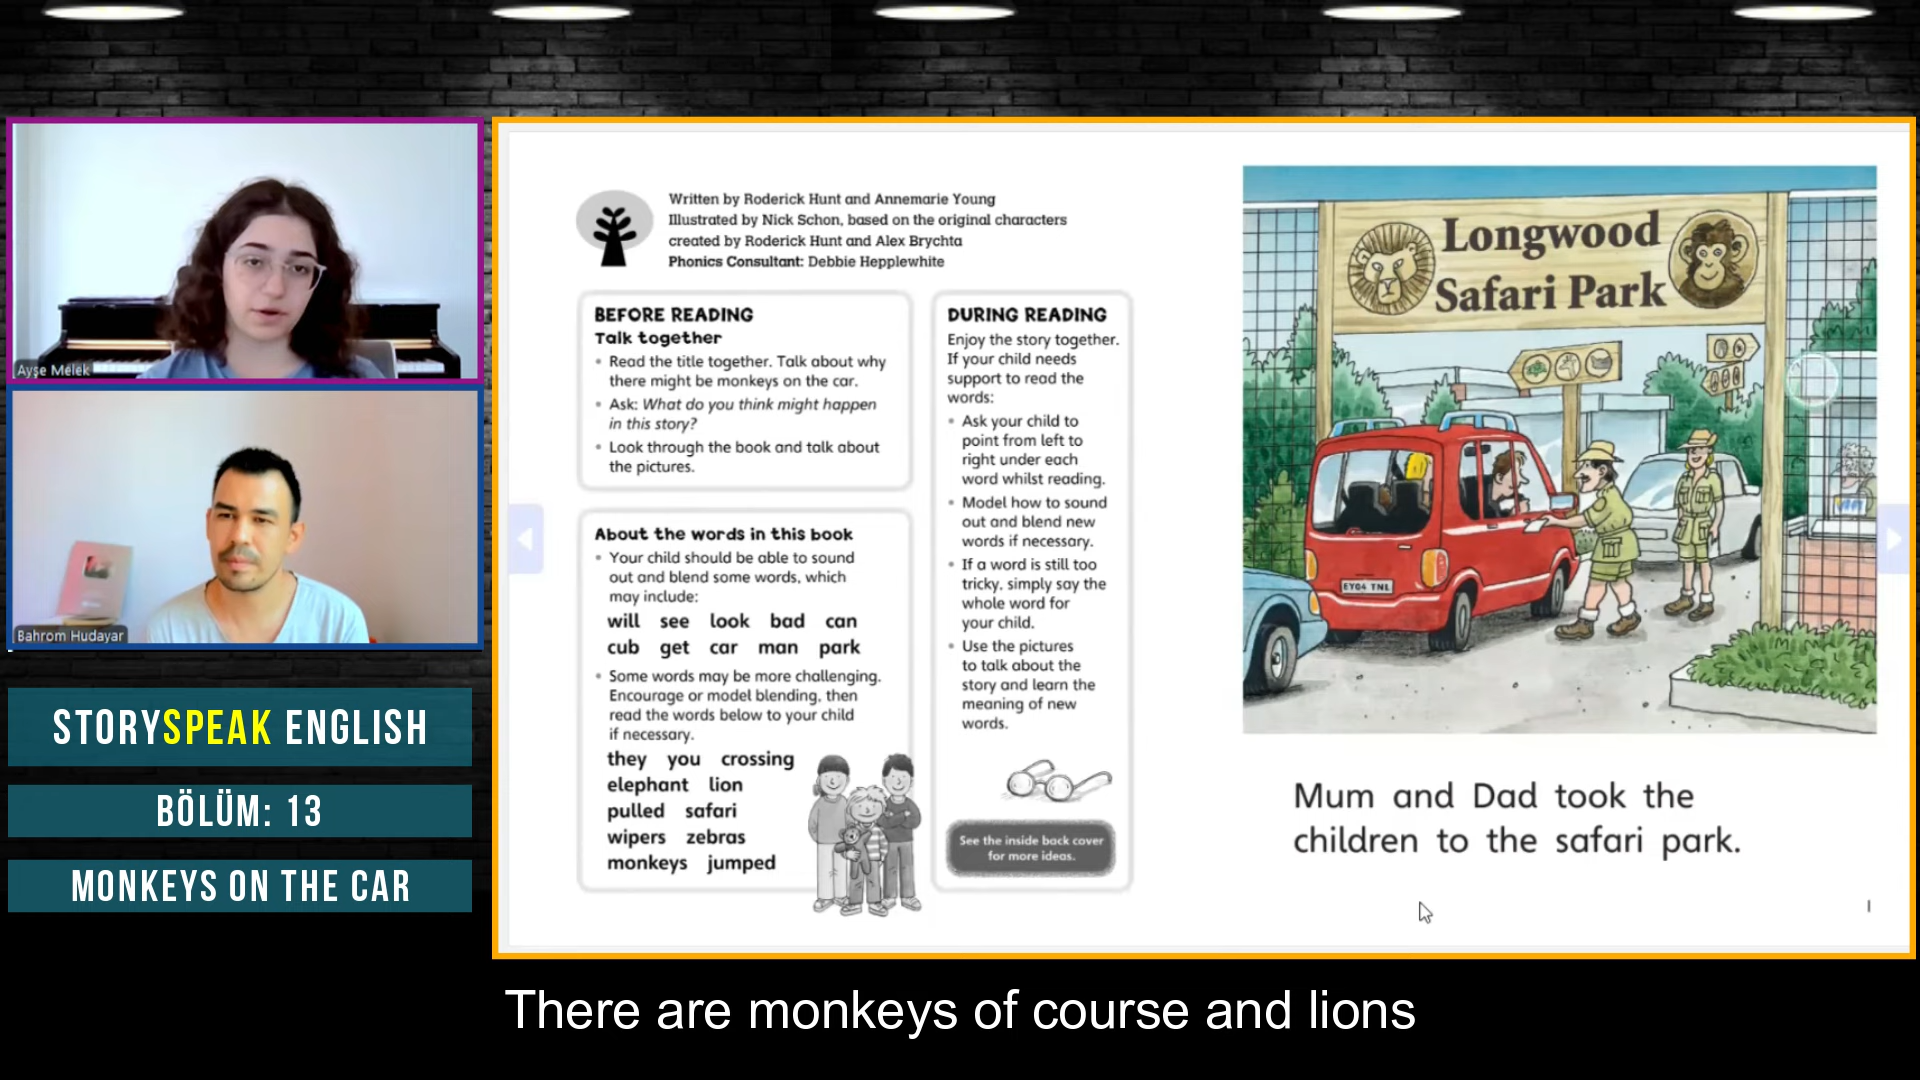 Ayşe Melek
Bahrom Hudayar
STORYSPEAK ENGLISH
BÖLÜM: 13
MONKEYS ON THE CAR
Written by Roderick Hunt and Annemarie Young
Illustrated by Nick Schon, based on the original characters
created by Roderick Hunt and Alex Brychta
Phonics Consultant: Debbie Hepplewhite
BEFORE READING
Talk together
• Read the title together. Talk about why
there might be monkeys on the car.
• Ask: What do you think might happen
in this story?
• Look through the book and talk about
the pictures.
About the words in this book
• Your child should be able to sound
out and blend some words, which
may include:
will see look bad can
cub get car man park
• Some words may be more challenging.
Encourage or model blending, then
read the words below to your child
if necessary.
they you crossing
elephant lion
pulled safari
wipers zebras
monkeys jumped
DURING READING
Enjoy the story together.
If your child needs
support to read the
words:
• Ask your child to
point from left to
right under each
word whilst reading.
• Model how to sound
out and blend new
words if necessary.
• If a word is still too
tricky, simply say the
whole word for
your child.
• Use the pictures
to talk about the
story and learn the
meaning of new
words.
See the inside back cover
for more ideas.
Longwood
Safari Park
EY04 TNL
Mum and Dad took the
children to the safari park.
1
There are monkeys of course and lions